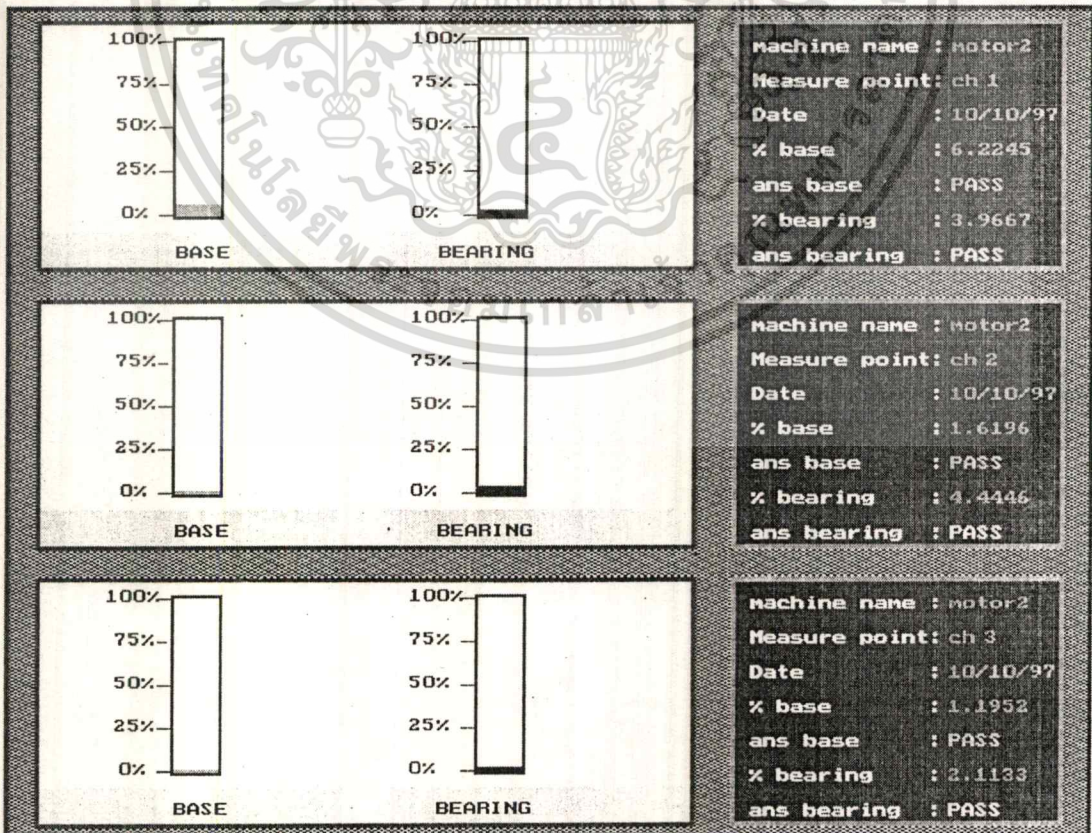 100%
75%
50%
25%
0%
BASE
100%
75%
50%
25%
0%
BEARING
machine name : motor2
Measure point: ch 1
Date : 10/10/97
% base : 6.2245
ans base : PASS
% bearing : 3.9667
ans bearing : PASS
100%
75%
50%
25%
0%
BASE
100%
75%
50%
25%
0%
BEARING
machine name : motor2
Measure point: ch 2
Date : 10/10/97
% base : 1.6196
ans base : PASS
% bearing : 4.4446
ans bearing : PASS
100%
75%
50%
25%
0%
BASE
100%
75%
50%
25%
0%
BEARING
machine name : motor2
Measure point: ch 3
Date : 10/10/97
% base : 1.1952
ans base : PASS
% bearing : 2.1133
ans bearing : PASS